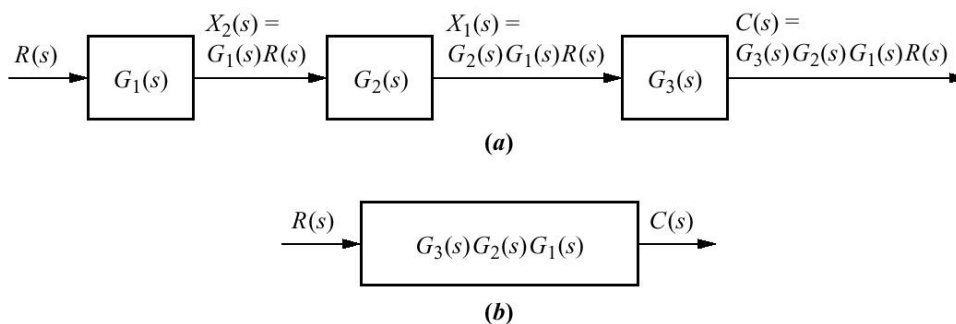 X₂(s) =
X₁(s) =
C(s) =
R(s)
G₁(s)R(s)
G₂(s)G₁(s)R(s)
G₃(s)G₂(s)G₁(s)R(s)
G₁(s)
G₂(s)
G₃(s)
(a)
R(s)
C(s)
G₃(s)G₂(s)G₁(s)
(b)